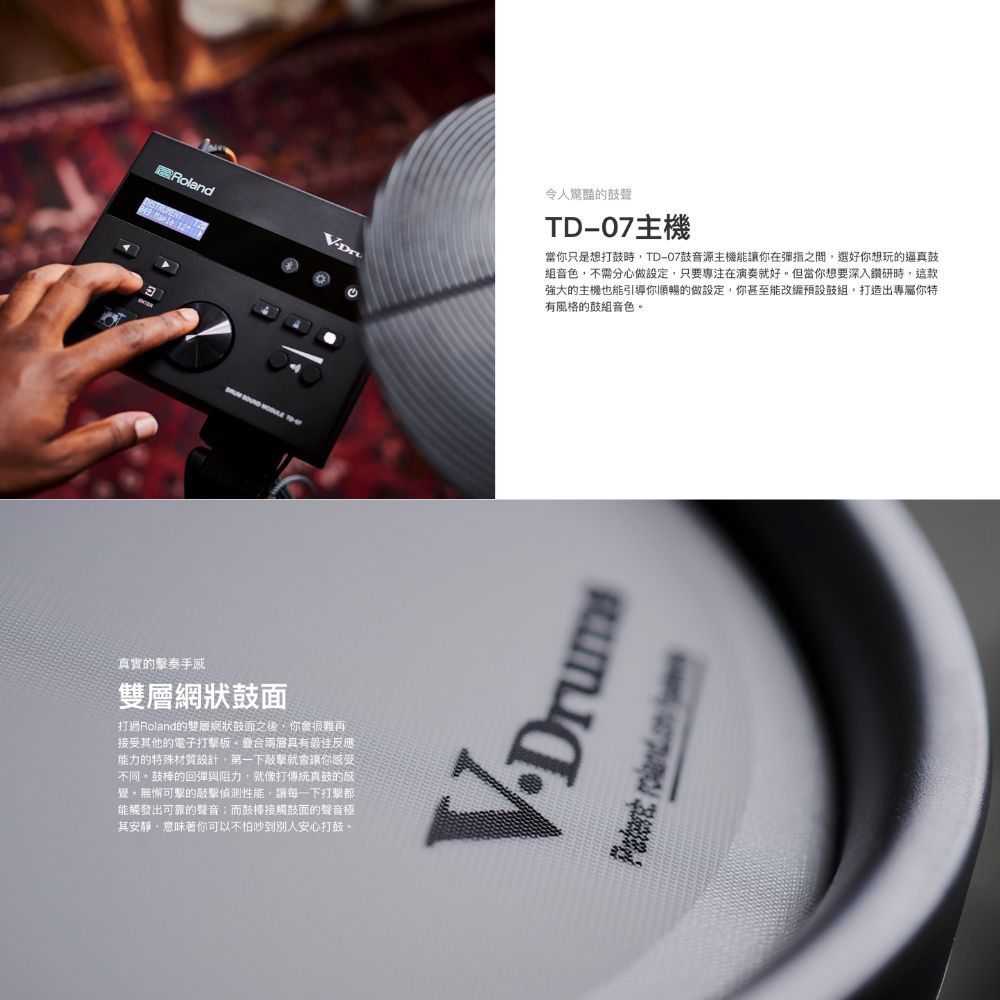 Roland
INSTRUMENT
049 Maple 12"
V-Dru
ENTER
KIT
DRUM SOUND MODULE TD-07
令人驚豔的鼓聲
TD-07主機
當你只是想打鼓時，TD-07鼓音源主機能讓你在彈指之間，選好你想玩的逼真鼓
組音色，不需分心做設定，只要專注在演奏就好。但當你想要深入鑽研時，這款
強大的主機也能引導你順暢的做設定，你甚至能改編預設鼓組，打造出專屬你特
有風格的鼓組音色。
真實的擊奏手感
雙層網狀鼓面
打過Roland的雙層網狀鼓面之後，你會很難再
接受其他的電子打擊板。疊合兩層具有最佳反應
能力的特殊材質設計，第一下敲擊就會讓你感受
不同。鼓棒的回彈與阻力，就像打傳統真鼓的感
覺。無懈可擊的敲擊偵測性能，讓每一下打擊都
能觸發出可靠的聲音；而鼓棒接觸鼓面的聲音極
其安靜，意味著你可以不怕吵到別人安心打鼓。
V-Drums
Patent: roland.cm/patents